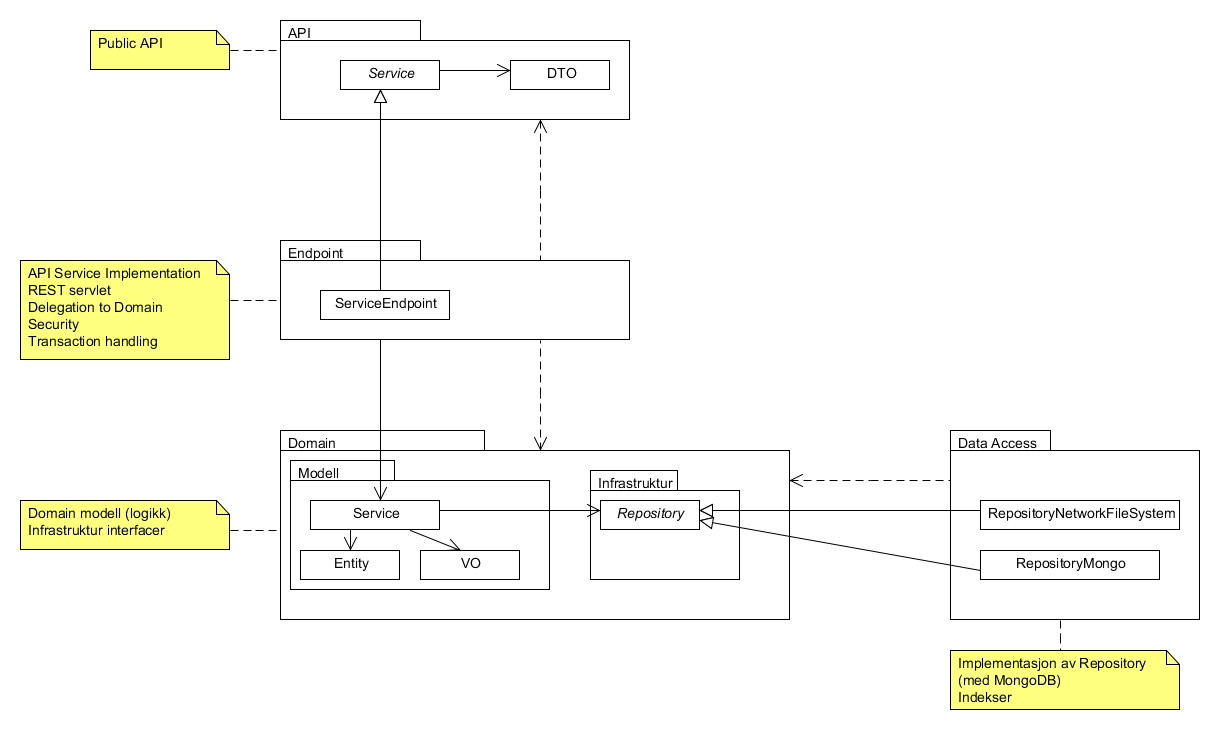 Public API
API
Service
DTO
API Service Implementation
REST servlet
Delegation to Domain
Security
Transaction handling
Endpoint
ServiceEndpoint
Domain modell (logikk)
Infrastruktur interfacer
Domain
Modell
Service
Entity
VO
Infrastruktur
Repository
Data Access
RepositoryNetworkFileSystem
RepositoryMongo
Implementasjon av Repository
(med MongoDB)
Indekser